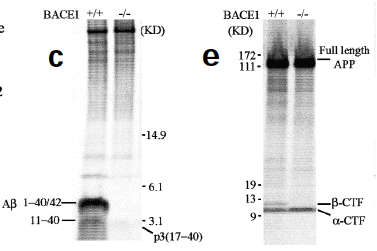 e
2
BACE1 +/+ -/-
(KD)
c
14.9
6.1
3.1
Aβ
1-40/42
11-40
p3(17-40)
BACE1 +/+ -/-
(KD)
e
172
111
19
13
9
Full length
APP
β-CTF
α-CTF